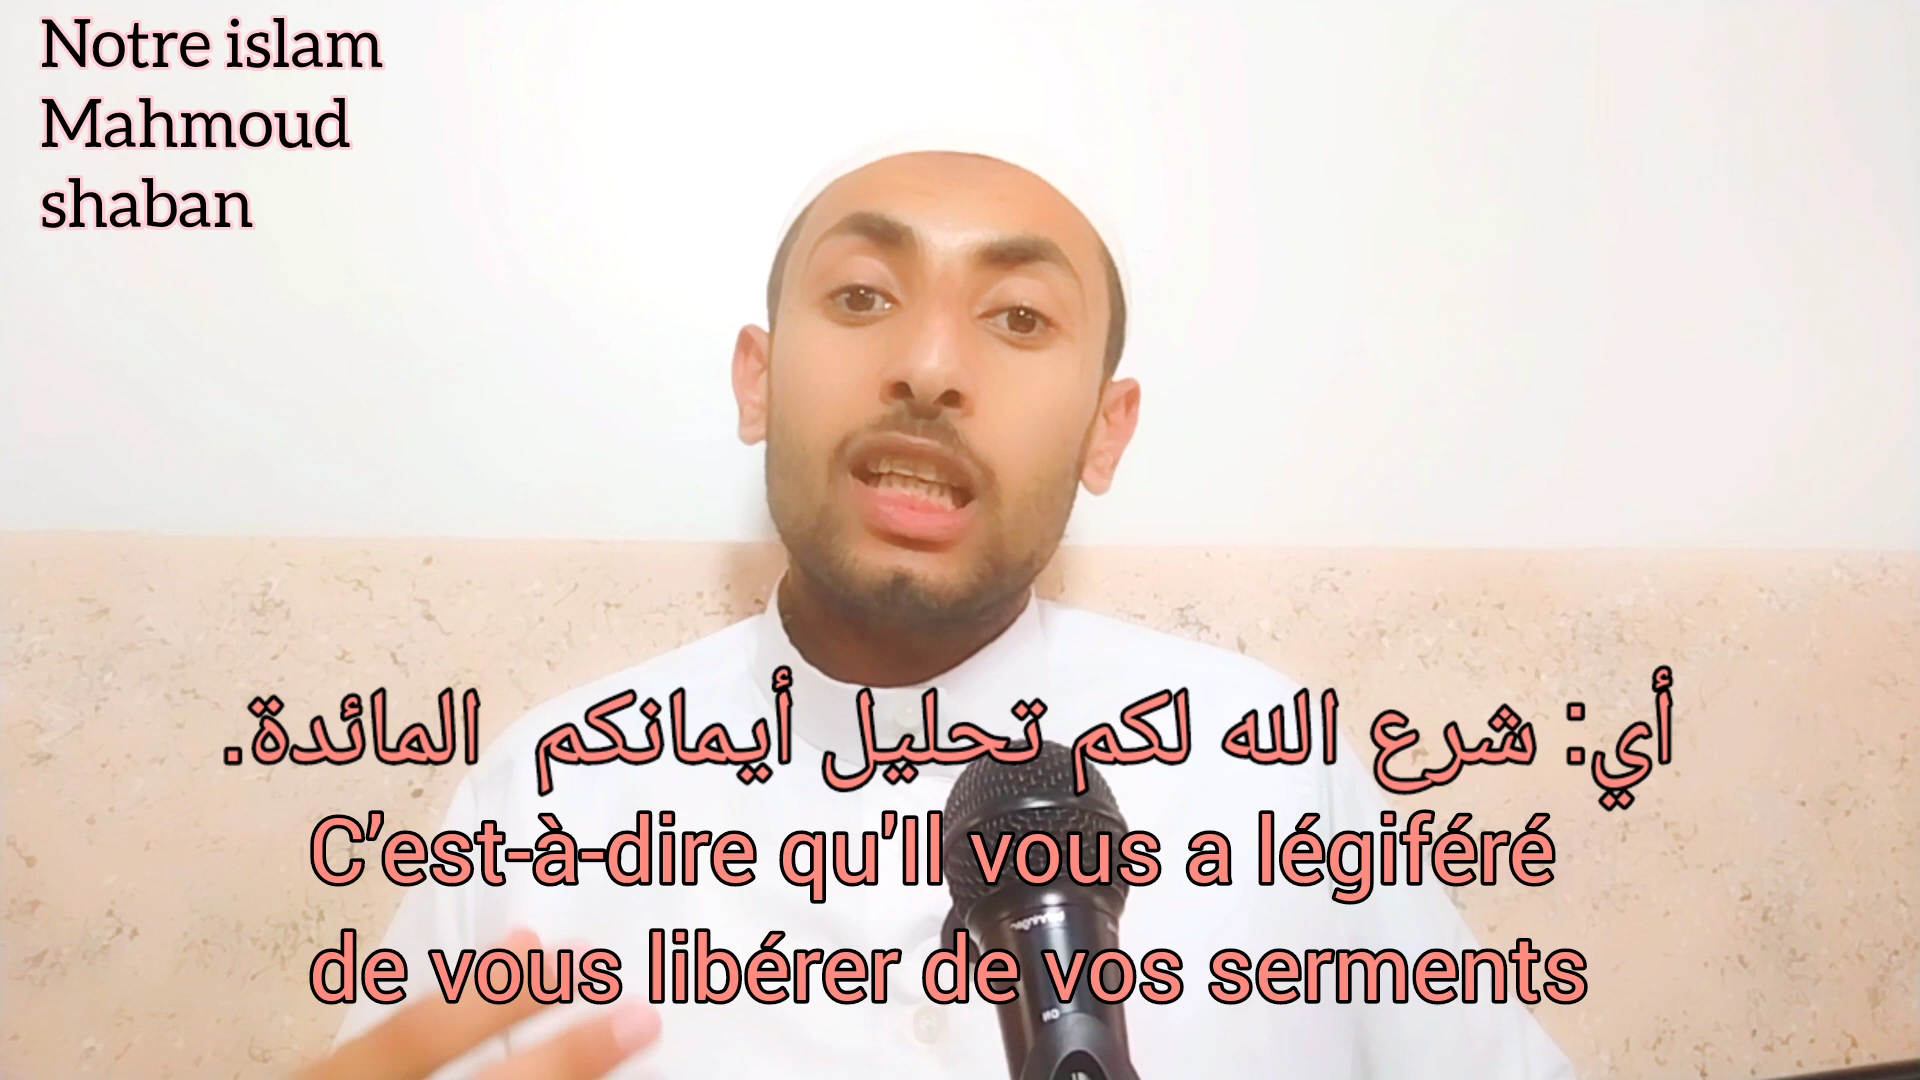 Notre islam
Mahmoud
shaban
أي: شرع الله لكم تحليل أيمانكم المائدة.
C'est-à-dire qu'Il vous a légiféré
de vous libérer de vos serments
ON